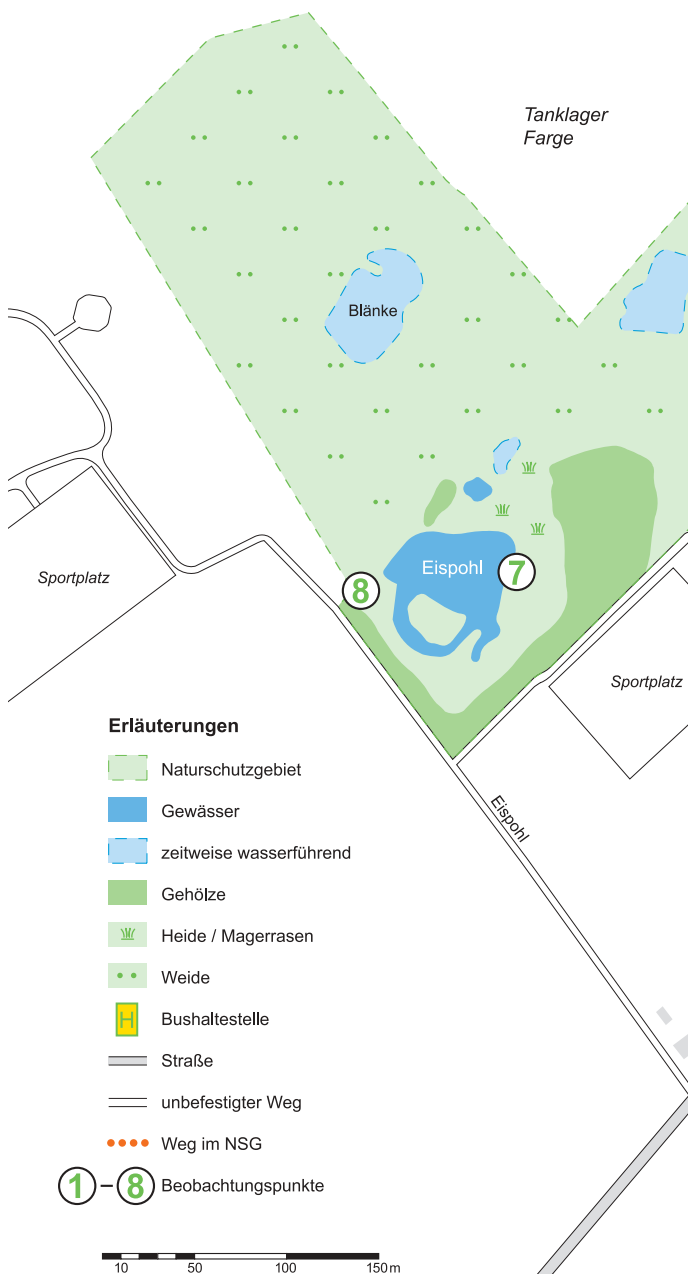 Tanklager
Farge
Blänke
Eispohl
7
8
Sportplatz
Sportplatz
Eispohl
Erläuterungen
Naturschutzgebiet
Gewässer
zeitweise wasserführend
Gehölze
Heide / Magerrasen
Weide
H Bushaltestelle
Straße
unbefestigter Weg
Weg im NSG
1 – 8 Beobachtungspunkte
10 50 100 150 m